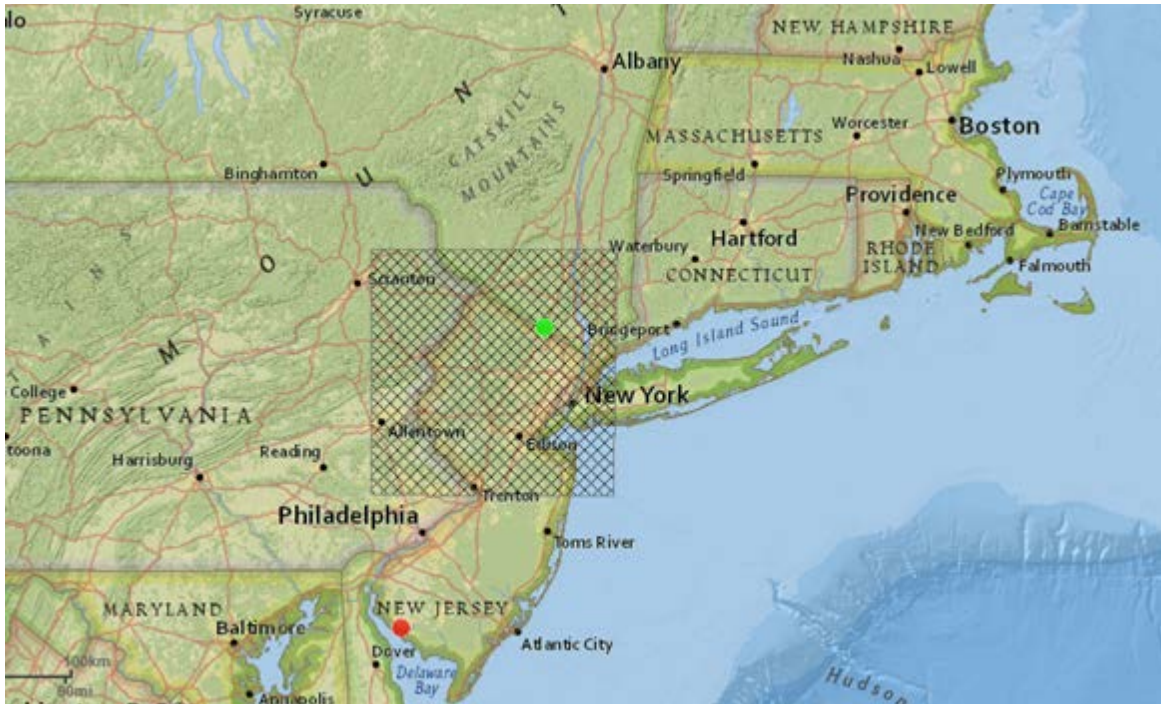 alo
Syracuse
NEW HAMPSHIRE
Nashua
Lowell
Albany
N
T
CATSKILL
MOUNTAINS
MASSACHUSETTS
Worcester
Boston
Binghamton
U
Springfield
Plymouth
Cape
Cod Bay
Providence
Barnstable
Waterbury
Hartford
New Bedford
RHODE
ISLAND
Falmouth
CONNECTICUT
O
Scranton
Bridgeport
Long Island Sound
M
T A I N S
College
New York
PENNSYLVANIA
Allentown
Edison
toona
Harrisburg
Reading
Trenton
Philadelphia
Toms River
MARYLAND
NEW JERSEY
Baltimore
Atlantic City
Dover
Delaware
Bay
100km
60mi
Annapolis
Hudson